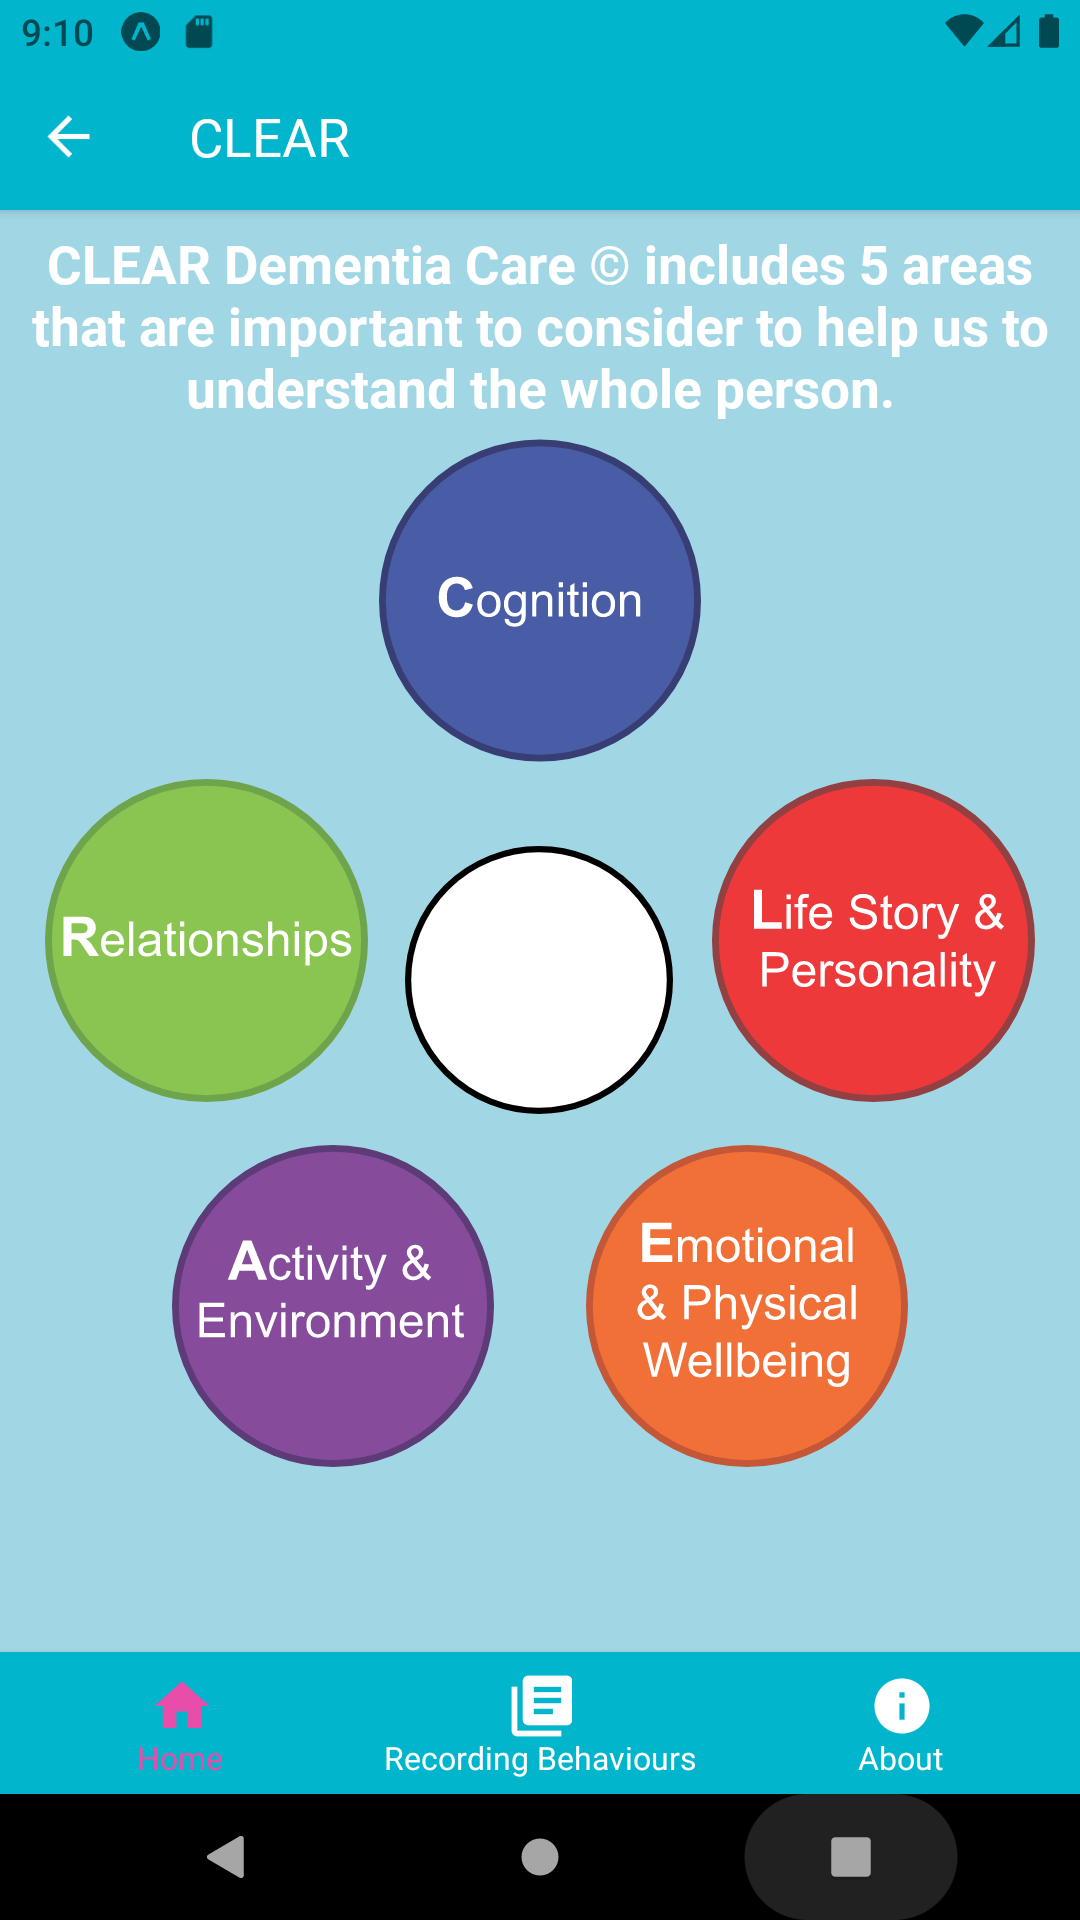 9:10
CLEAR
CLEAR Dementia Care © includes 5 areas
that are important to consider to help us to
understand the whole person.
Cognition
Relationships
Life Story &
Personality
Activity &
Environment
Emotional
& Physical
Wellbeing
Home
Recording Behaviours
About